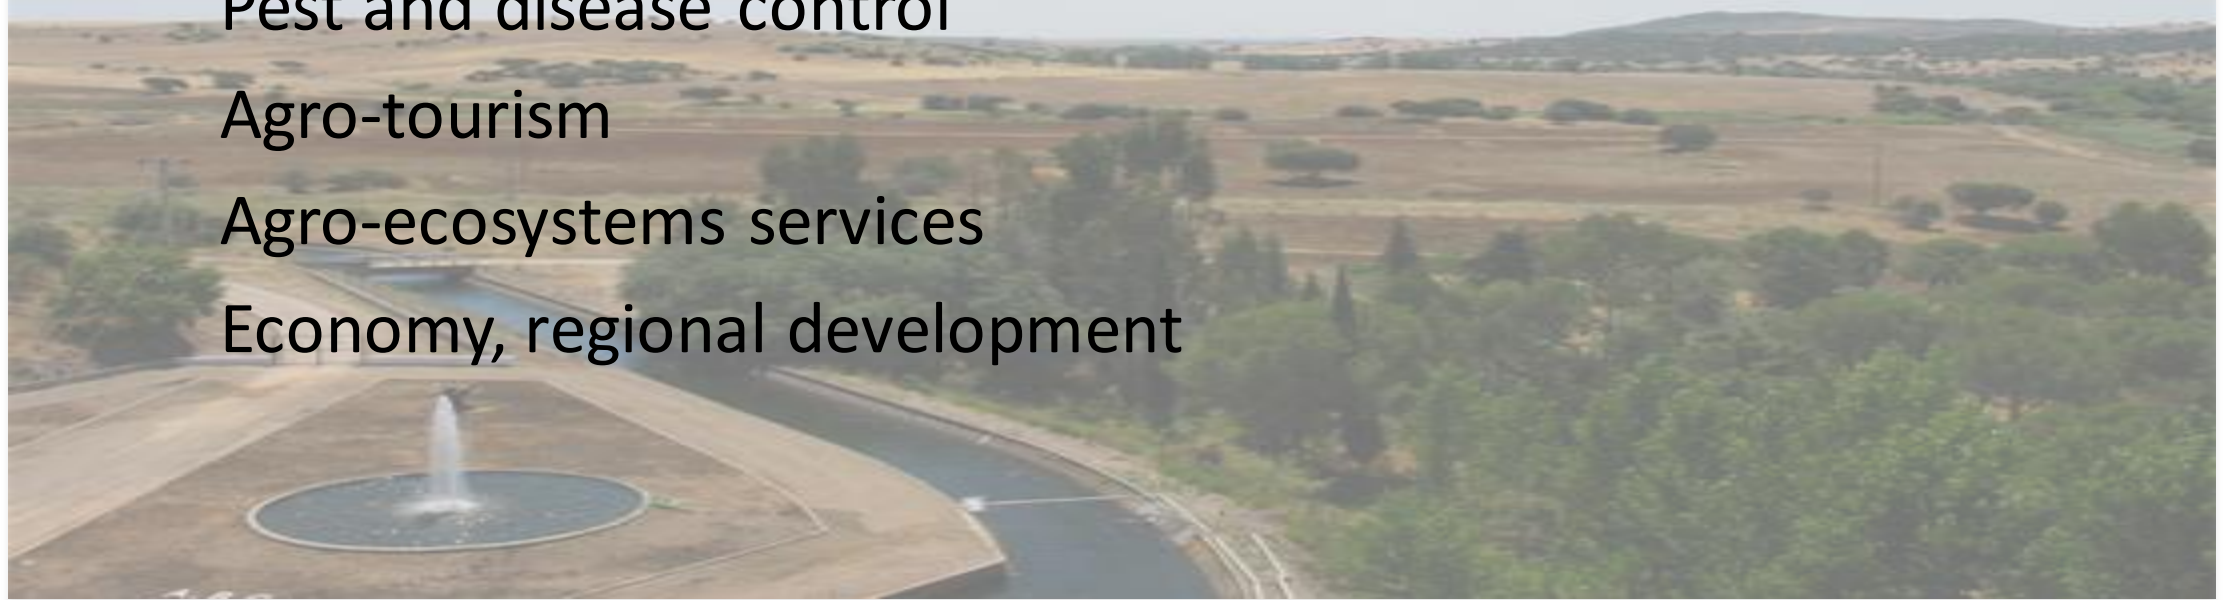 Pest and disease control
Agro-tourism
Agro-ecosystems services
Economy, regional development